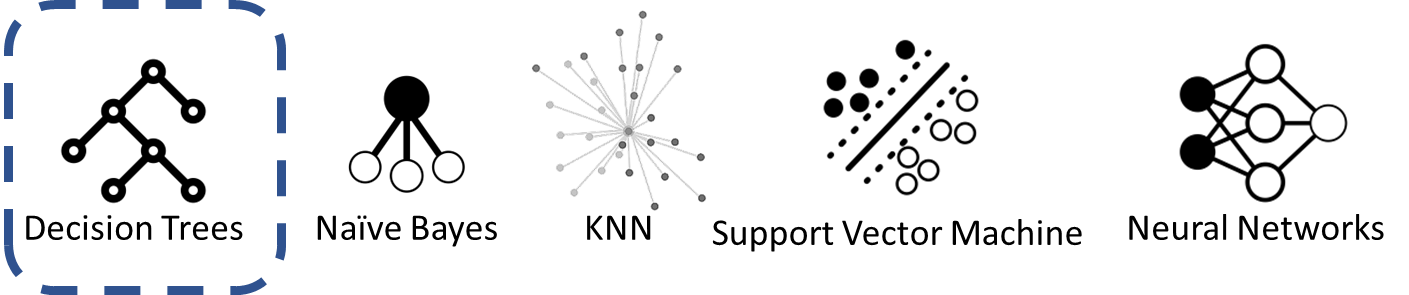 Decision Trees
Naïve Bayes
KNN
Support Vector Machine
Neural Networks